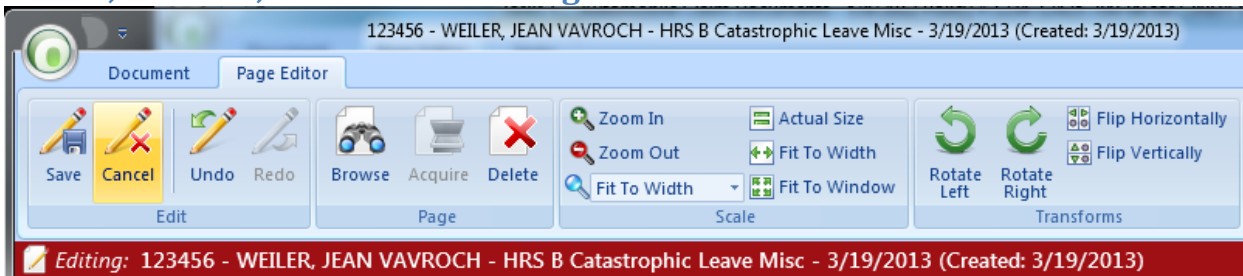 123456 - WEILER, JEAN VAVROCH - HRS B Catastrophic Leave Misc - 3/19/2013 (Created: 3/19/2013)
Document Page Editor
Save Cancel Undo Redo
Edit
Browse Acquire Delete
Page
Zoom In Actual Size
Zoom Out Fit To Width
Fit To Width Fit To Window
Scale
Rotate Left Rotate Right
Flip Horizontally
Flip Vertically
Transforms
Editing: 123456 - WEILER, JEAN VAVROCH - HRS B Catastrophic Leave Misc - 3/19/2013 (Created: 3/19/2013)